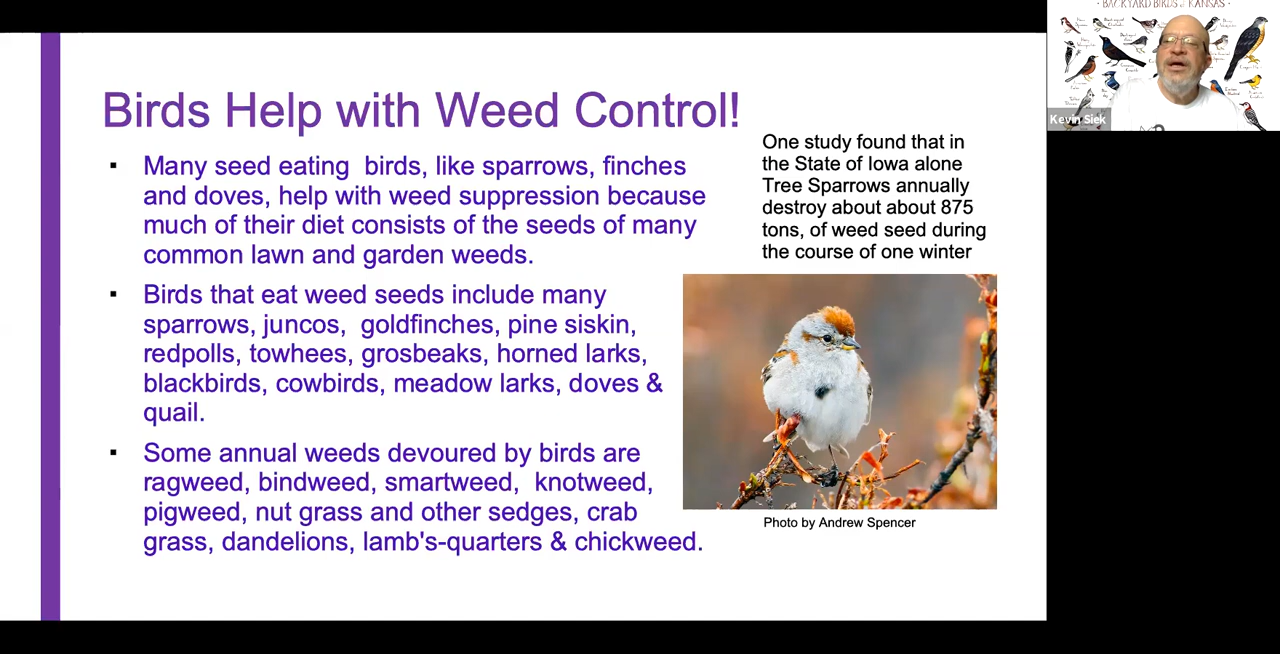 Birds Help with Weed Control!
▪ Many seed eating  birds, like sparrows, finches
and doves, help with weed suppression because
much of their diet consists of the seeds of many
common lawn and garden weeds.
▪ Birds that eat weed seeds include many
sparrows, juncos,  goldfinches, pine siskin,
redpolls, towhees, grosbeaks, horned larks,
blackbirds, cowbirds, meadow larks, doves &
quail.
▪ Some annual weeds devoured by birds are
ragweed, bindweed, smartweed,  knotweed,
pigweed, nut grass and other sedges, crab
grass, dandelions, lamb's-quarters & chickweed.
One study found that in
the State of Iowa alone
Tree Sparrows annually
destroy about about 875
tons, of weed seed during
the course of one winter
Photo by Andrew Spencer
BACKYARD BIRDS of KANSAS
Kevin Siek